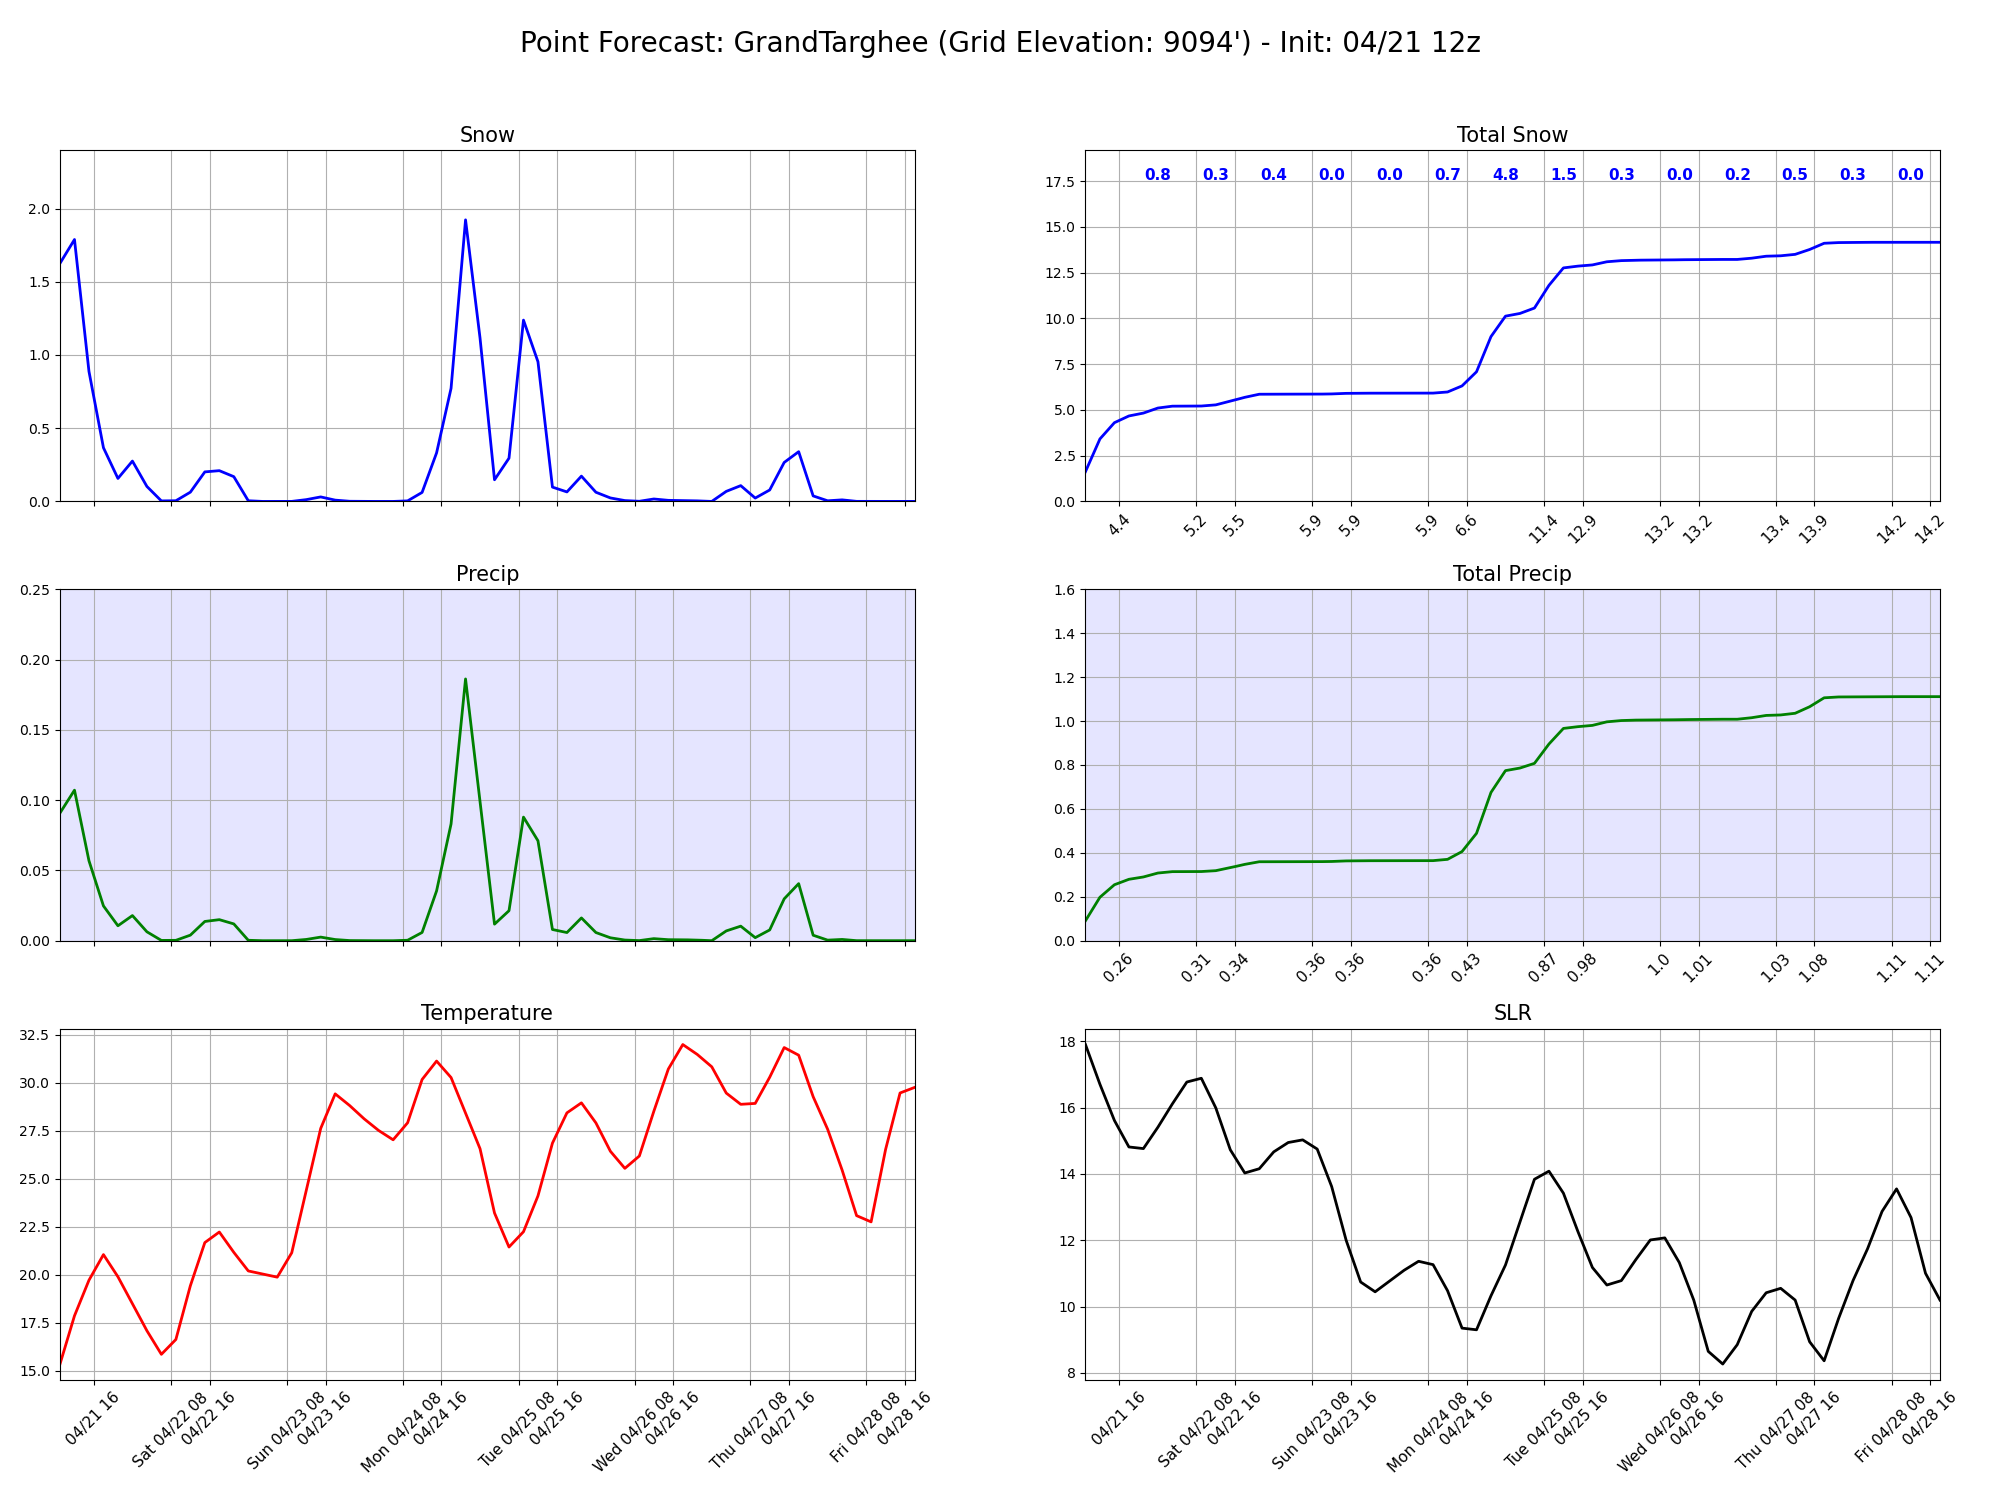 Point Forecast: GrandTarghee (Grid Elevation: 9094') - Init: 04/21 12z
Snow
2.0
1.5
1.0
0.5
0.0
Total Snow
0.8 0.3 0.4 0.0 0.0 0.7 4.8 1.5 0.3 0.0 0.2 0.5 0.3 0.0
17.5
15.0
12.5
10.0
7.5
5.0
2.5
0.0
4.4 5.2 5.5 5.9 5.9 5.9 6.6 11.4 12.9 13.2 13.2 13.4 13.9 14.2 14.2
Precip
0.25
0.20
0.15
0.10
0.05
0.00
Total Precip
1.6
1.4
1.2
1.0
0.8
0.6
0.4
0.2
0.0
0.26 0.31 0.34 0.36 0.36 0.36 0.43 0.87 0.98 1.0 1.01 1.03 1.08 1.11 1.11
Temperature
32.5
30.0
27.5
25.0
22.5
20.0
17.5
15.0
04/21 16
Sat 04/22 08
04/22 16
Sun 04/23 08
04/23 16
Mon 04/24 08
04/24 16
Tue 04/25 08
04/25 16
Wed 04/26 08
04/26 16
Thu 04/27 08
04/27 16
Fri 04/28 08
04/28 16
SLR
18
16
14
12
10
8
04/21 16
Sat 04/22 08
04/22 16
Sun 04/23 08
04/23 16
Mon 04/24 08
04/24 16
Tue 04/25 08
04/25 16
Wed 04/26 08
04/26 16
Thu 04/27 08
04/27 16
Fri 04/28 08
04/28 16